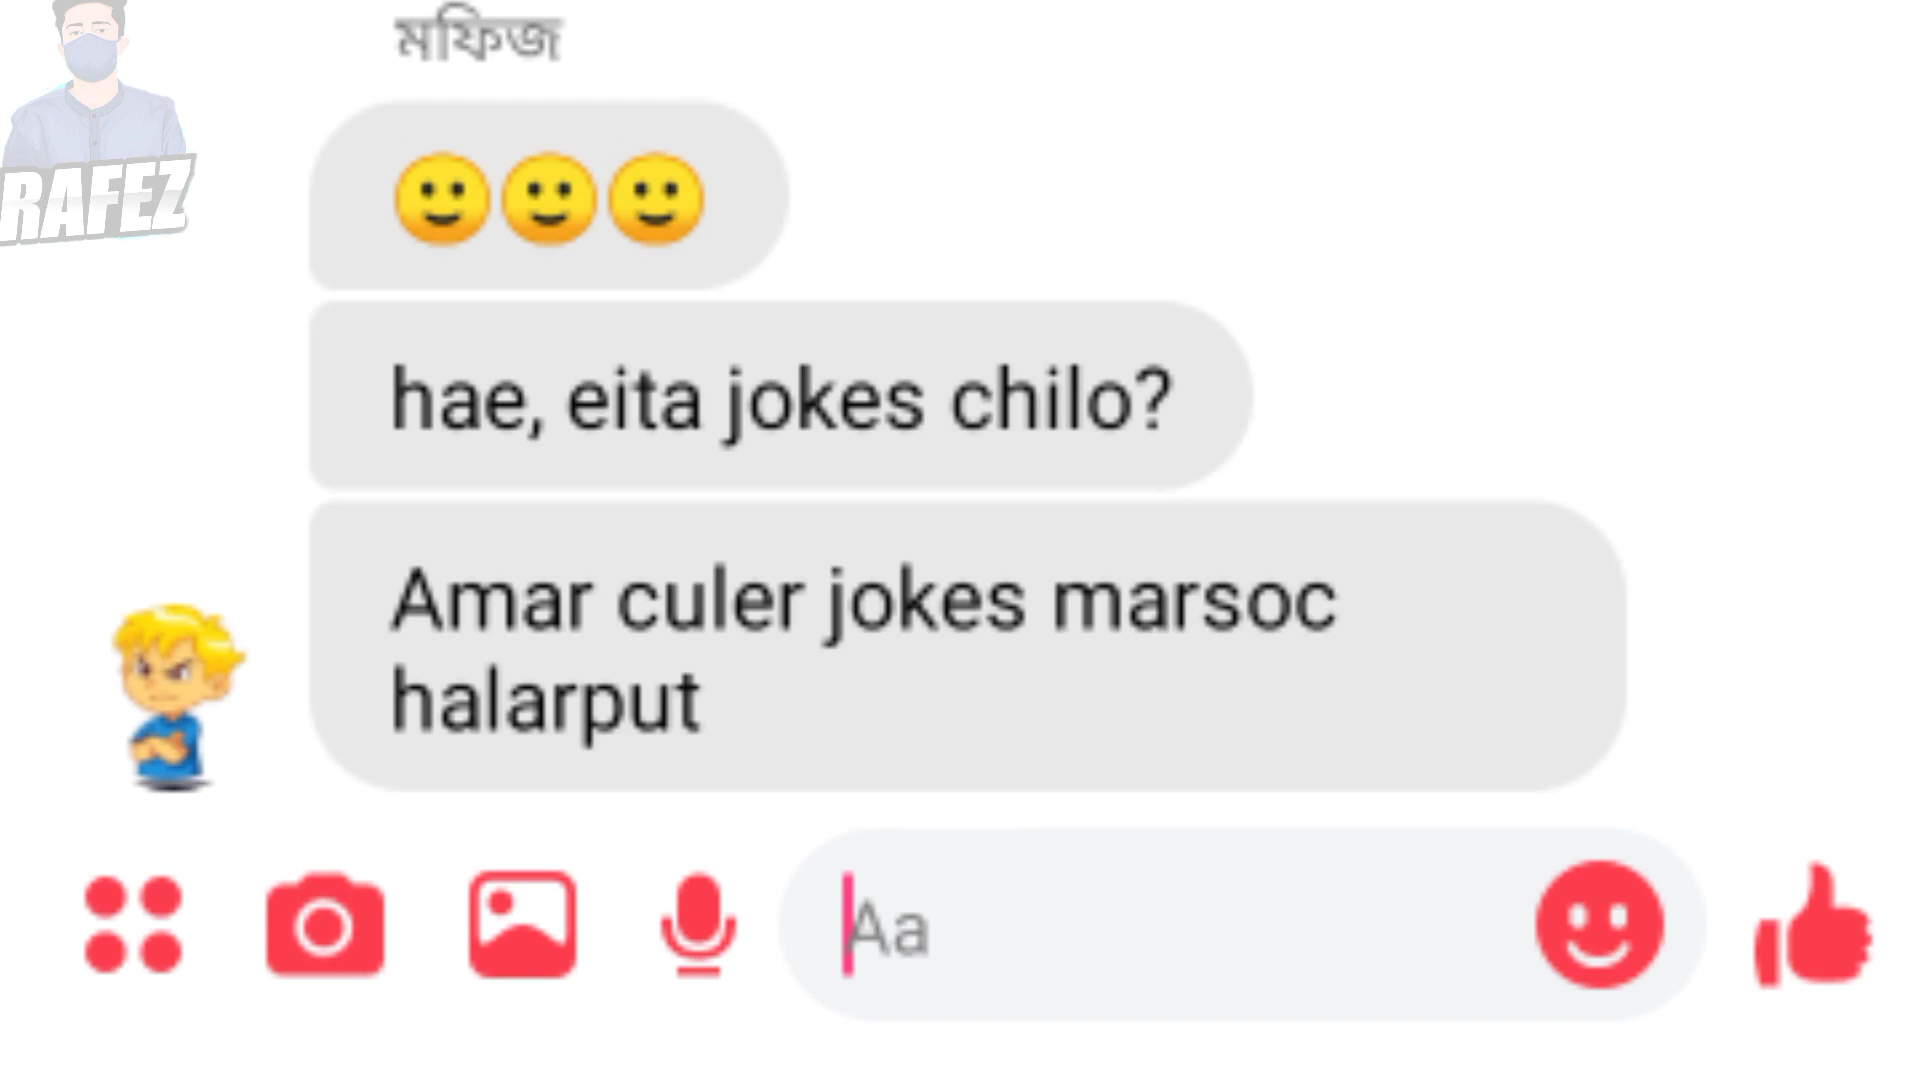 মফিজ
RAFEZ
🙂🙂🙂
hae, eita jokes chilo?
Amar culer jokes marsoc
halarput
Aa